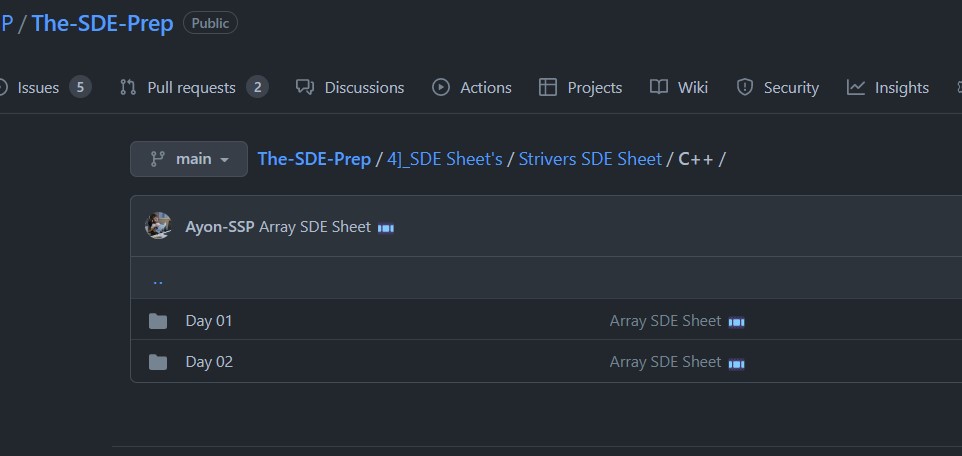 P / The-SDE-Prep Public
Issues 5 Pull requests 2 Discussions Actions Projects Wiki Security Insights
main The-SDE-Prep / 4]_SDE Sheet's / Strivers SDE Sheet / C++ /
Ayon-SSP Array SDE Sheet
..
Day 01 Array SDE Sheet
Day 02 Array SDE Sheet